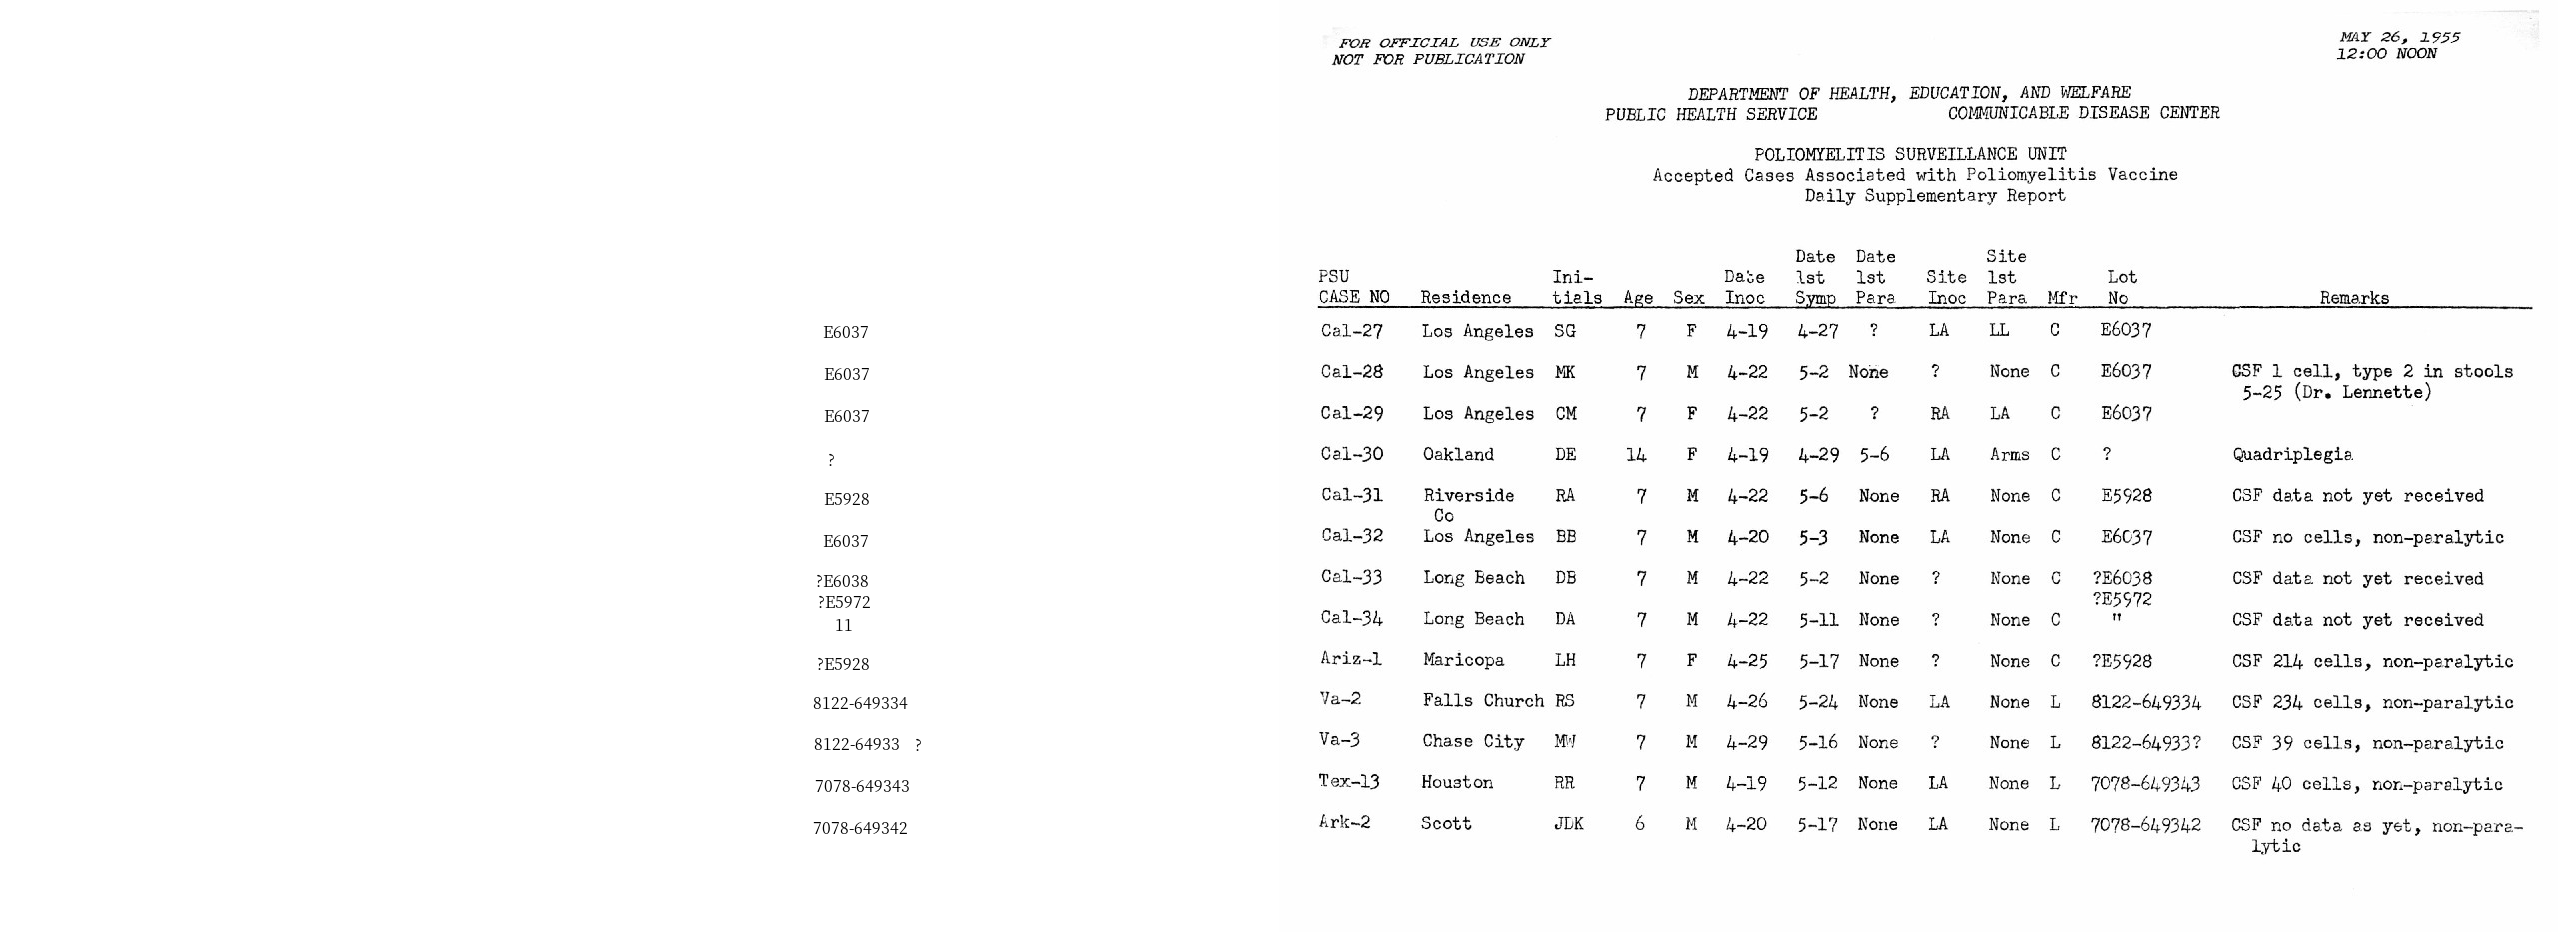 E6037
E6037
E6037
?
E5928
E6037
?E6038
?E5972
11
?E5928
8122-649334
8122-64933 ?
7078-649343
7078-649342
FOR OFFICIAL USE ONLY
NOT FOR PUBLICATION
MAY 26, 1955
12:00 NOON
DEPARTMENT OF HEALTH, EDUCATION, AND WELFARE
PUBLIC HEALTH SERVICE COMMUNICABLE DISEASE CENTER
POLIOMYELITIS SURVEILLANCE UNIT
Accepted Cases Associated with Poliomyelitis Vaccine
Daily Supplementary Report
Date Date Site
PSU Ini- Date 1st 1st Site 1st Lot
CASE NO Residence tials Age Sex Inoc Symp Para Inoc Para Mfr No Remarks
Cal-27 Los Angeles SG 7 F 4-19 4-27 ? LA LL C E6037
Cal-28 Los Angeles MK 7 M 4-22 5-2 None ? None C E6037 CSF 1 cell, type 2 in stools
5-25 (Dr. Lennette)
Cal-29 Los Angeles CM 7 F 4-22 5-2 ? RA LA C E6037
Cal-30 Oakland DE 14 F 4-19 4-29 5-6 LA Arms C ? Quadriplegia
Cal-31 Riverside RA 7 M 4-22 5-6 None RA None C E5928 CSF data not yet received
Co
Cal-32 Los Angeles BB 7 M 4-20 5-3 None LA None C E6037 CSF no cells, non-paralytic
Cal-33 Long Beach DB 7 M 4-22 5-2 None ? None C ?E6038 CSF data not yet received
?E5972
Cal-34 Long Beach DA 7 M 4-22 5-11 None ? None C " CSF data not yet received
Ariz-1 Maricopa LH 7 F 4-25 5-17 None ? None C ?E5928 CSF 214 cells, non-paralytic
Va-2 Falls Church RS 7 M 4-26 5-24 None LA None L 8122-649334 CSF 234 cells, non-paralytic
Va-3 Chase City MW 7 M 4-29 5-16 None ? None L 8122-64933? CSF 39 cells, non-paralytic
Tex-13 Houston RR 7 M 4-19 5-12 None LA None L 7078-649343 CSF 40 cells, non-paralytic
Ark-2 Scott JDK 6 M 4-20 5-17 None LA None L 7078-649342 CSF no data as yet, non-para-
lytic